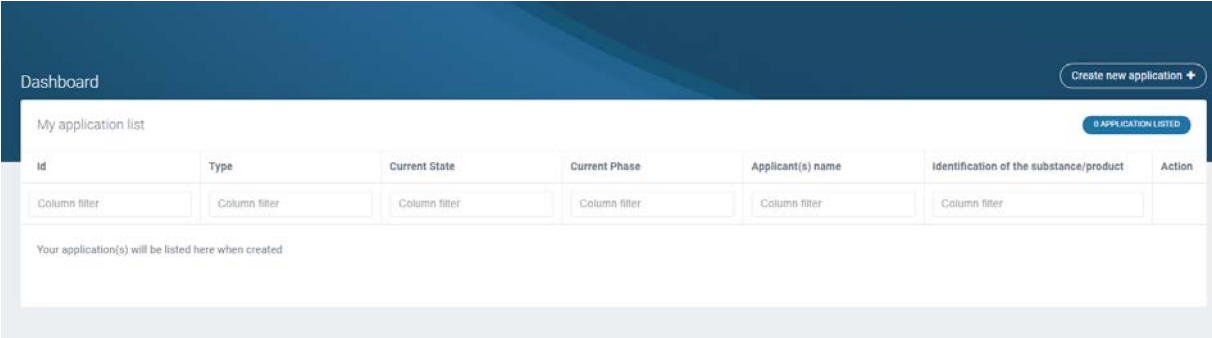 Dashboard
Create new application +
My application list
0 APPLICATION LISTED
Id Type Current State Current Phase Applicant(s) name Identification of the substance/product Action
Column filter Column filter Column filter Column filter Column filter Column filter
Your application(s) will be listed here when created